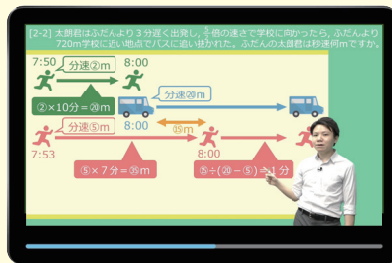 [2-2] 太朗君はふだんより3分遅く出発し,5/2倍の速さで学校に向かったら,ふだんより
720m学校に近い地点でバスに追い抜かれた。ふだんの太朗君は秒速何mですか。
7:50
分速②m
8:00
②×10分=⑳m
8:00
分速⑳m
⑮m
分速⑤m
7:53
8:00
⑤×7分=㉟m
⑮÷(⑳-⑤)=1分